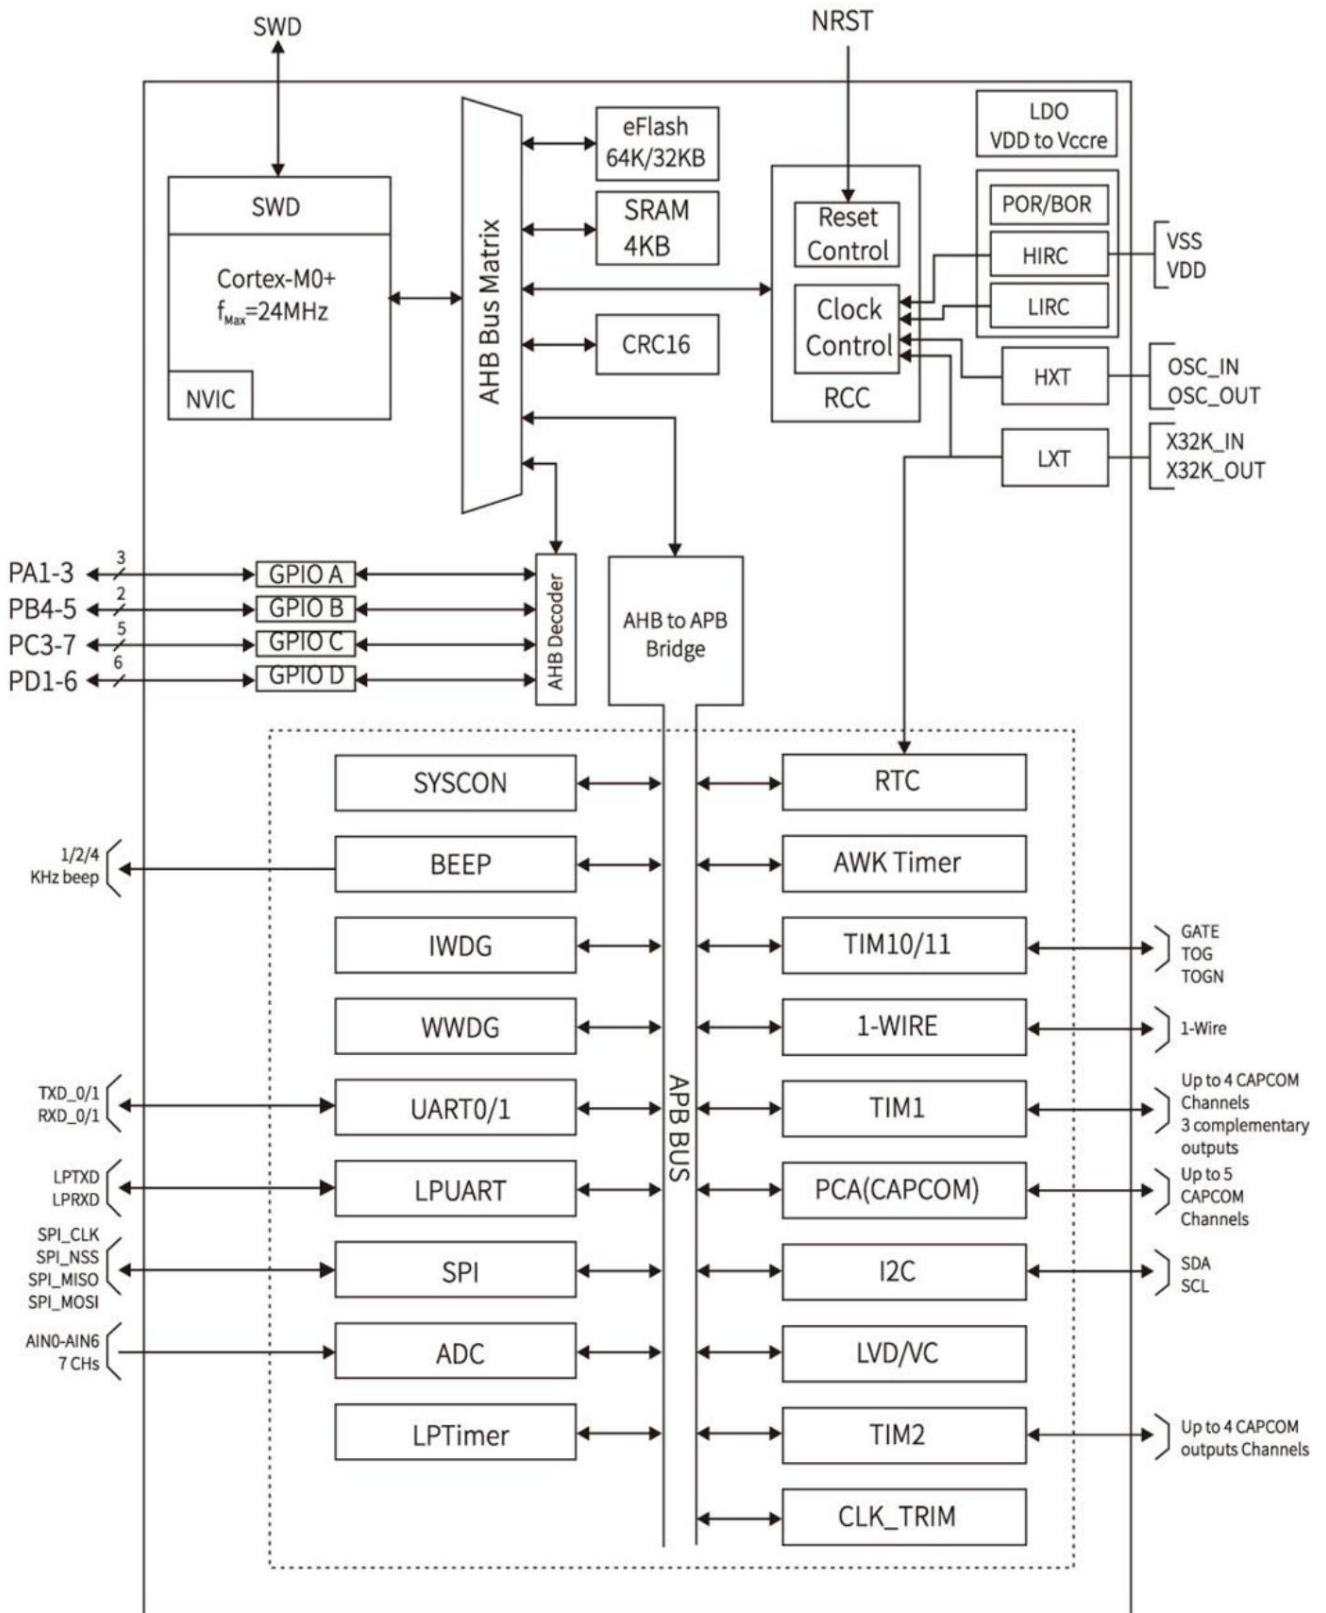 SWD
NRST
SWD
Cortex-M0+
fMax=24MHz
NVIC
AHB Bus Matrix
eFlash
64K/32KB
SRAM
4KB
CRC16
Reset
Control
Clock
Control
RCC
LDO
VDD to Vccre
POR/BOR
HIRC
LIRC
HXT
LXT
VSS
VDD
OSC_IN
OSC_OUT
X32K_IN
X32K_OUT
PA1-3
3
GPIO A
PB4-5
2
GPIO B
PC3-7
5
GPIO C
PD1-6
6
GPIO D
AHB Decoder
AHB to APB
Bridge
APB BUS
SYSCON
RTC
1/2/4
KHz beep
BEEP
AWK Timer
IWDG
TIM10/11
GATE
TOG
TOGN
WWDG
1-WIRE
1-Wire
TXD_0/1
RXD_0/1
UART0/1
TIM1
Up to 4 CAPCOM
Channels
3 complementary
outputs
LPTXD
LPRXD
LPUART
PCA(CAPCOM)
Up to 5
CAPCOM
Channels
SPI_CLK
SPI_NSS
SPI_MISO
SPI_MOSI
SPI
I2C
SDA
SCL
AIN0-AIN6
7 CHs
ADC
LVD/VC
LPTimer
TIM2
Up to 4 CAPCOM
outputs Channels
CLK_TRIM